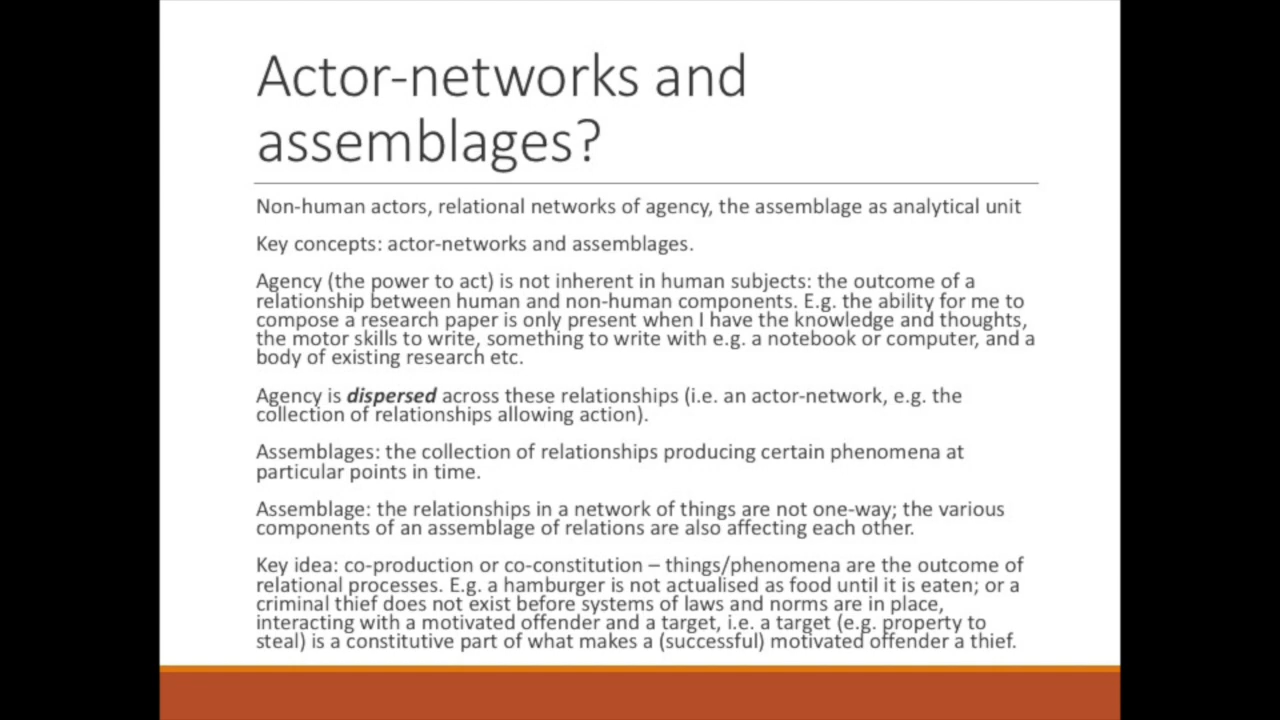 Actor-networks and
assemblages?
Non-human actors, relational networks of agency, the assemblage as analytical unit
Key concepts: actor-networks and assemblages.
Agency (the power to act) is not inherent in human subjects: the outcome of a
relationship between human and non-human components. E.g. the ability for me to
compose a research paper is only present when I have the knowledge and thoughts,
the motor skills to write, something to write with e.g. a notebook or computer, and a
body of existing research etc.
Agency is dispersed across these relationships (i.e. an actor-network, e.g. the
collection of relationships allowing action).
Assemblages: the collection of relationships producing certain phenomena at
particular points in time.
Assemblage: the relationships in a network of things are not one-way; the various
components of an assemblage of relations are also affecting each other.
Key idea: co-production or co-constitution – things/phenomena are the outcome of
relational processes. E.g. a hamburger is not actualised as food until it is eaten; or a
criminal thief does not exist before systems of laws and norms are in place,
interacting with a motivated offender and a target, i.e. a target (e.g. property to
steal) is a constitutive part of what makes a (successful) motivated offender a thief.